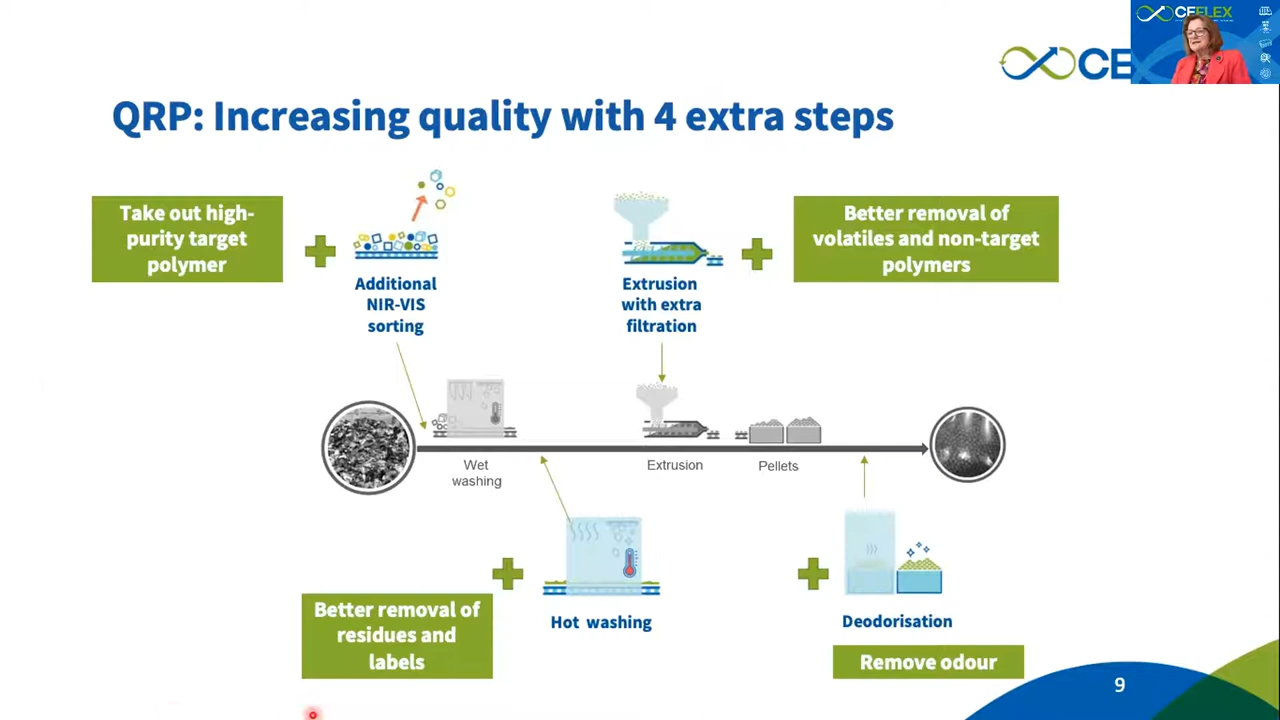 CEFLEX
CE
QRP: Increasing quality with 4 extra steps
Take out high-
purity target
polymer
Additional
NIR-VIS
sorting
Extrusion
with extra
filtration
Better removal of
volatiles and non-target
polymers
Wet
washing
Extrusion
Pellets
Better removal of
residues and
labels
Hot washing
Deodorisation
Remove odour
9